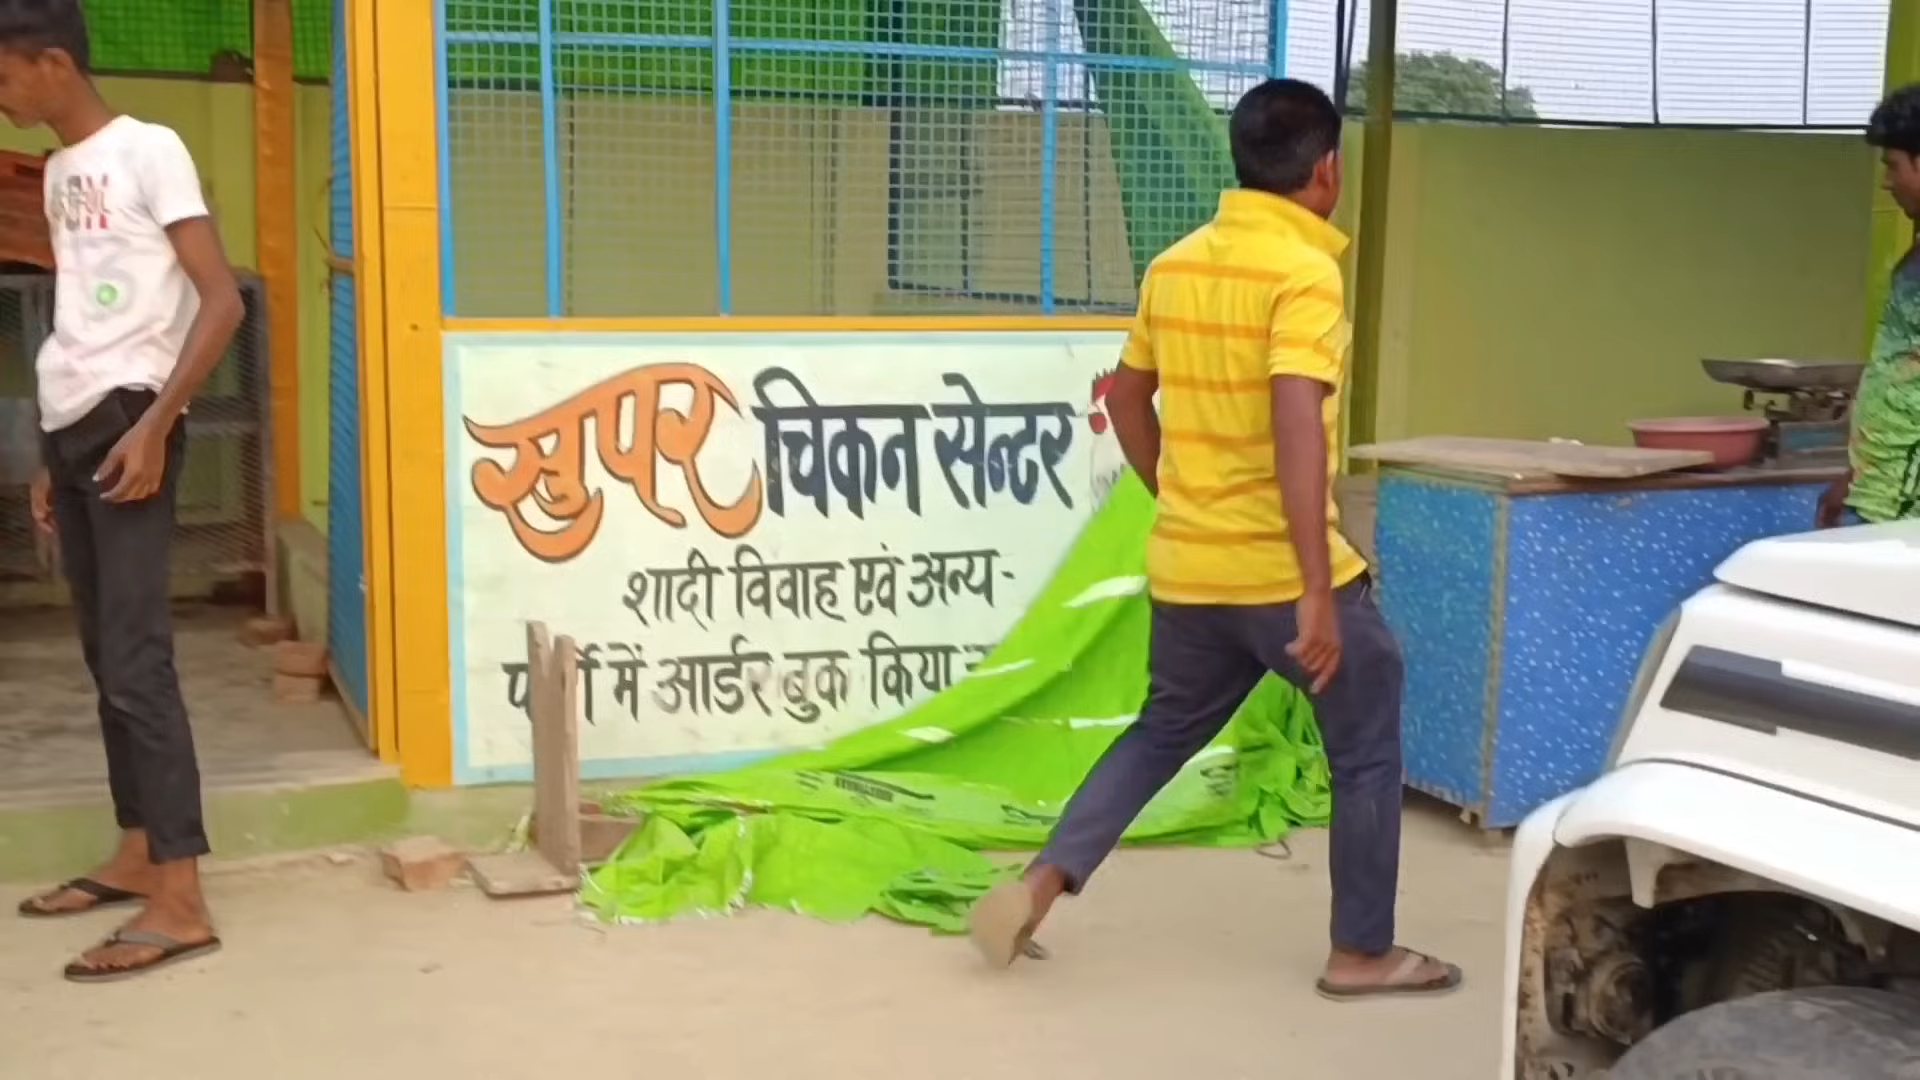 सुपर चिकन सेन्टर
शादी विवाह एवं अन्य-
में आर्डर बुक किया